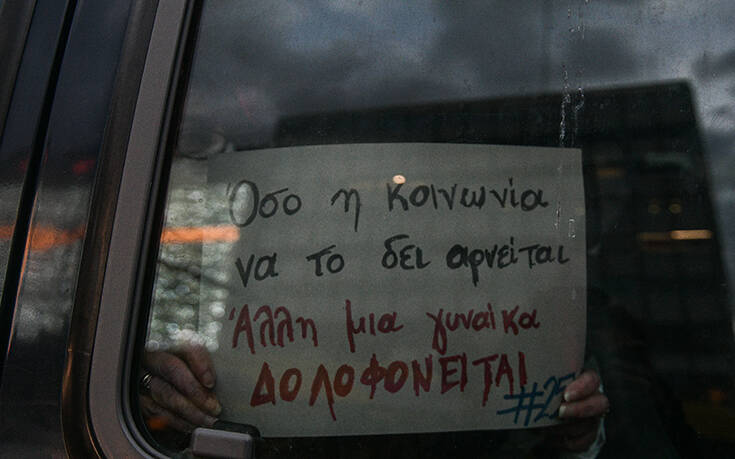 Όσο η κοινωνία
να το δει αρνείται
Άλλη μια γυναίκα
ΔΟΛΟΦΟΝΕΙΤΑΙ
#25